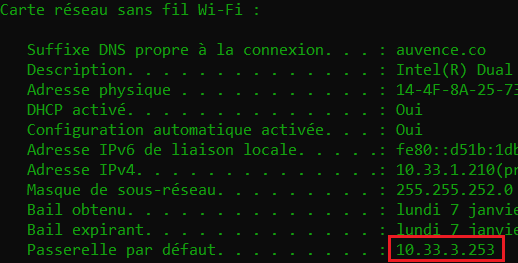 Carte réseau sans fil Wi-Fi :
Suffixe DNS propre à la connexion. . . : auvence.co
Description. . . . . . . . . . . . . . : Intel(R) Dual
Adresse physique . . . . . . . . . . . : 14-4F-8A-25-73
DHCP activé. . . . . . . . . . . . . . : Oui
Configuration automatique activée. . . : Oui
Adresse IPv6 de liaison locale. . . . .: fe80::d51b:1db
Adresse IPv4. . . . . . . . . . . . . .: 10.33.1.210(pr
Masque de sous-réseau. . . . . . . . . : 255.255.252.0
Bail obtenu. . . . . . . . . . . . . . : lundi 7 janvie
Bail expirant. . . . . . . . . . . . . : lundi 7 janvie
Passerelle par défaut. . . . . . . . . : 10.33.3.253